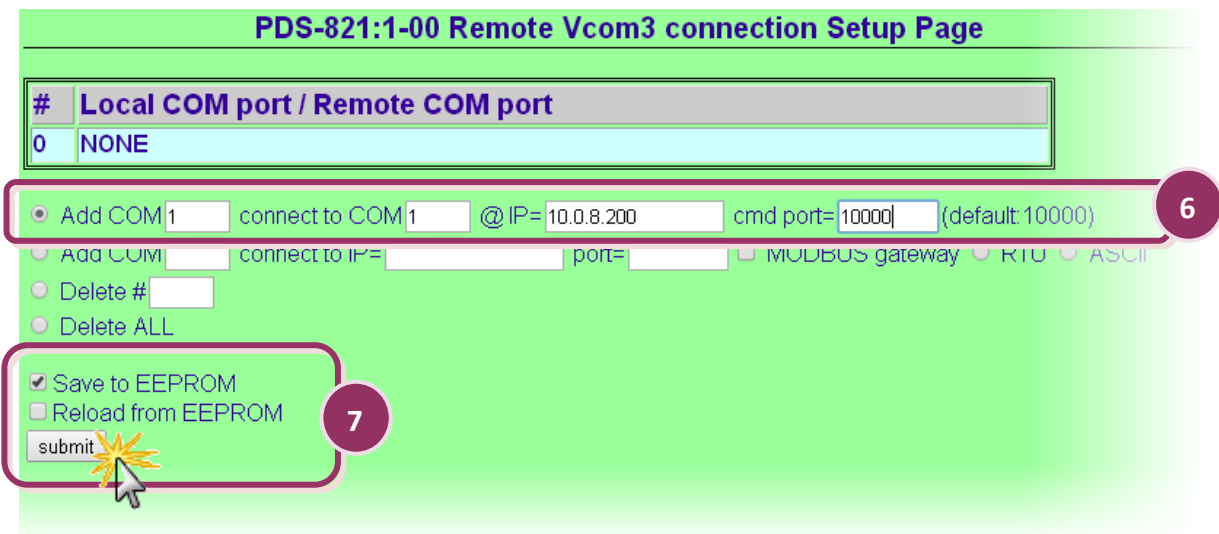 PDS-821:1-00 Remote Vcom3 connection Setup Page
# Local COM port / Remote COM port
0 NONE
Add COM 1 connect to COM 1 @ IP= 10.0.8.200 cmd port= 10000 (default:10000)
6
Add COM connect to IP= port= MODBUS gateway RTU ASCII
Delete #
Delete ALL
Save to EEPROM
Reload from EEPROM
7
submit